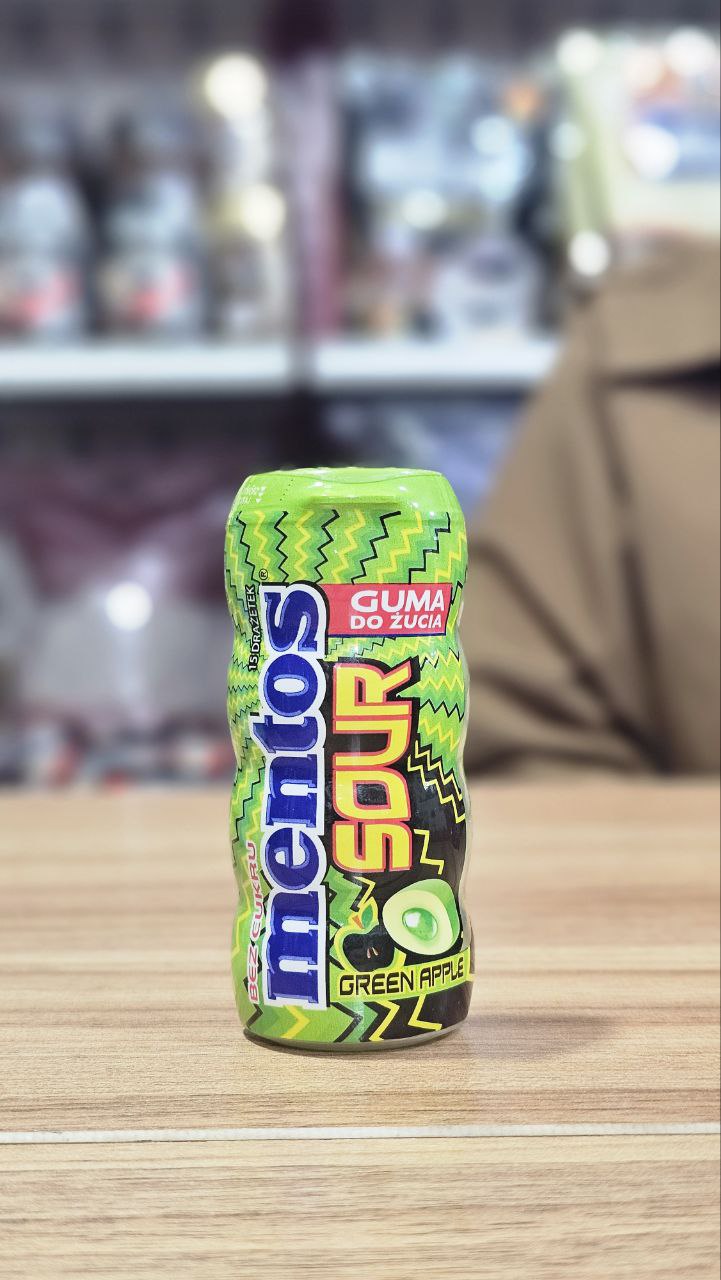 GUMA
DO ŻUCIA
15 DRAŻETEK
mentos®
SOUR
BEZ CUKRU
GREEN APPLE